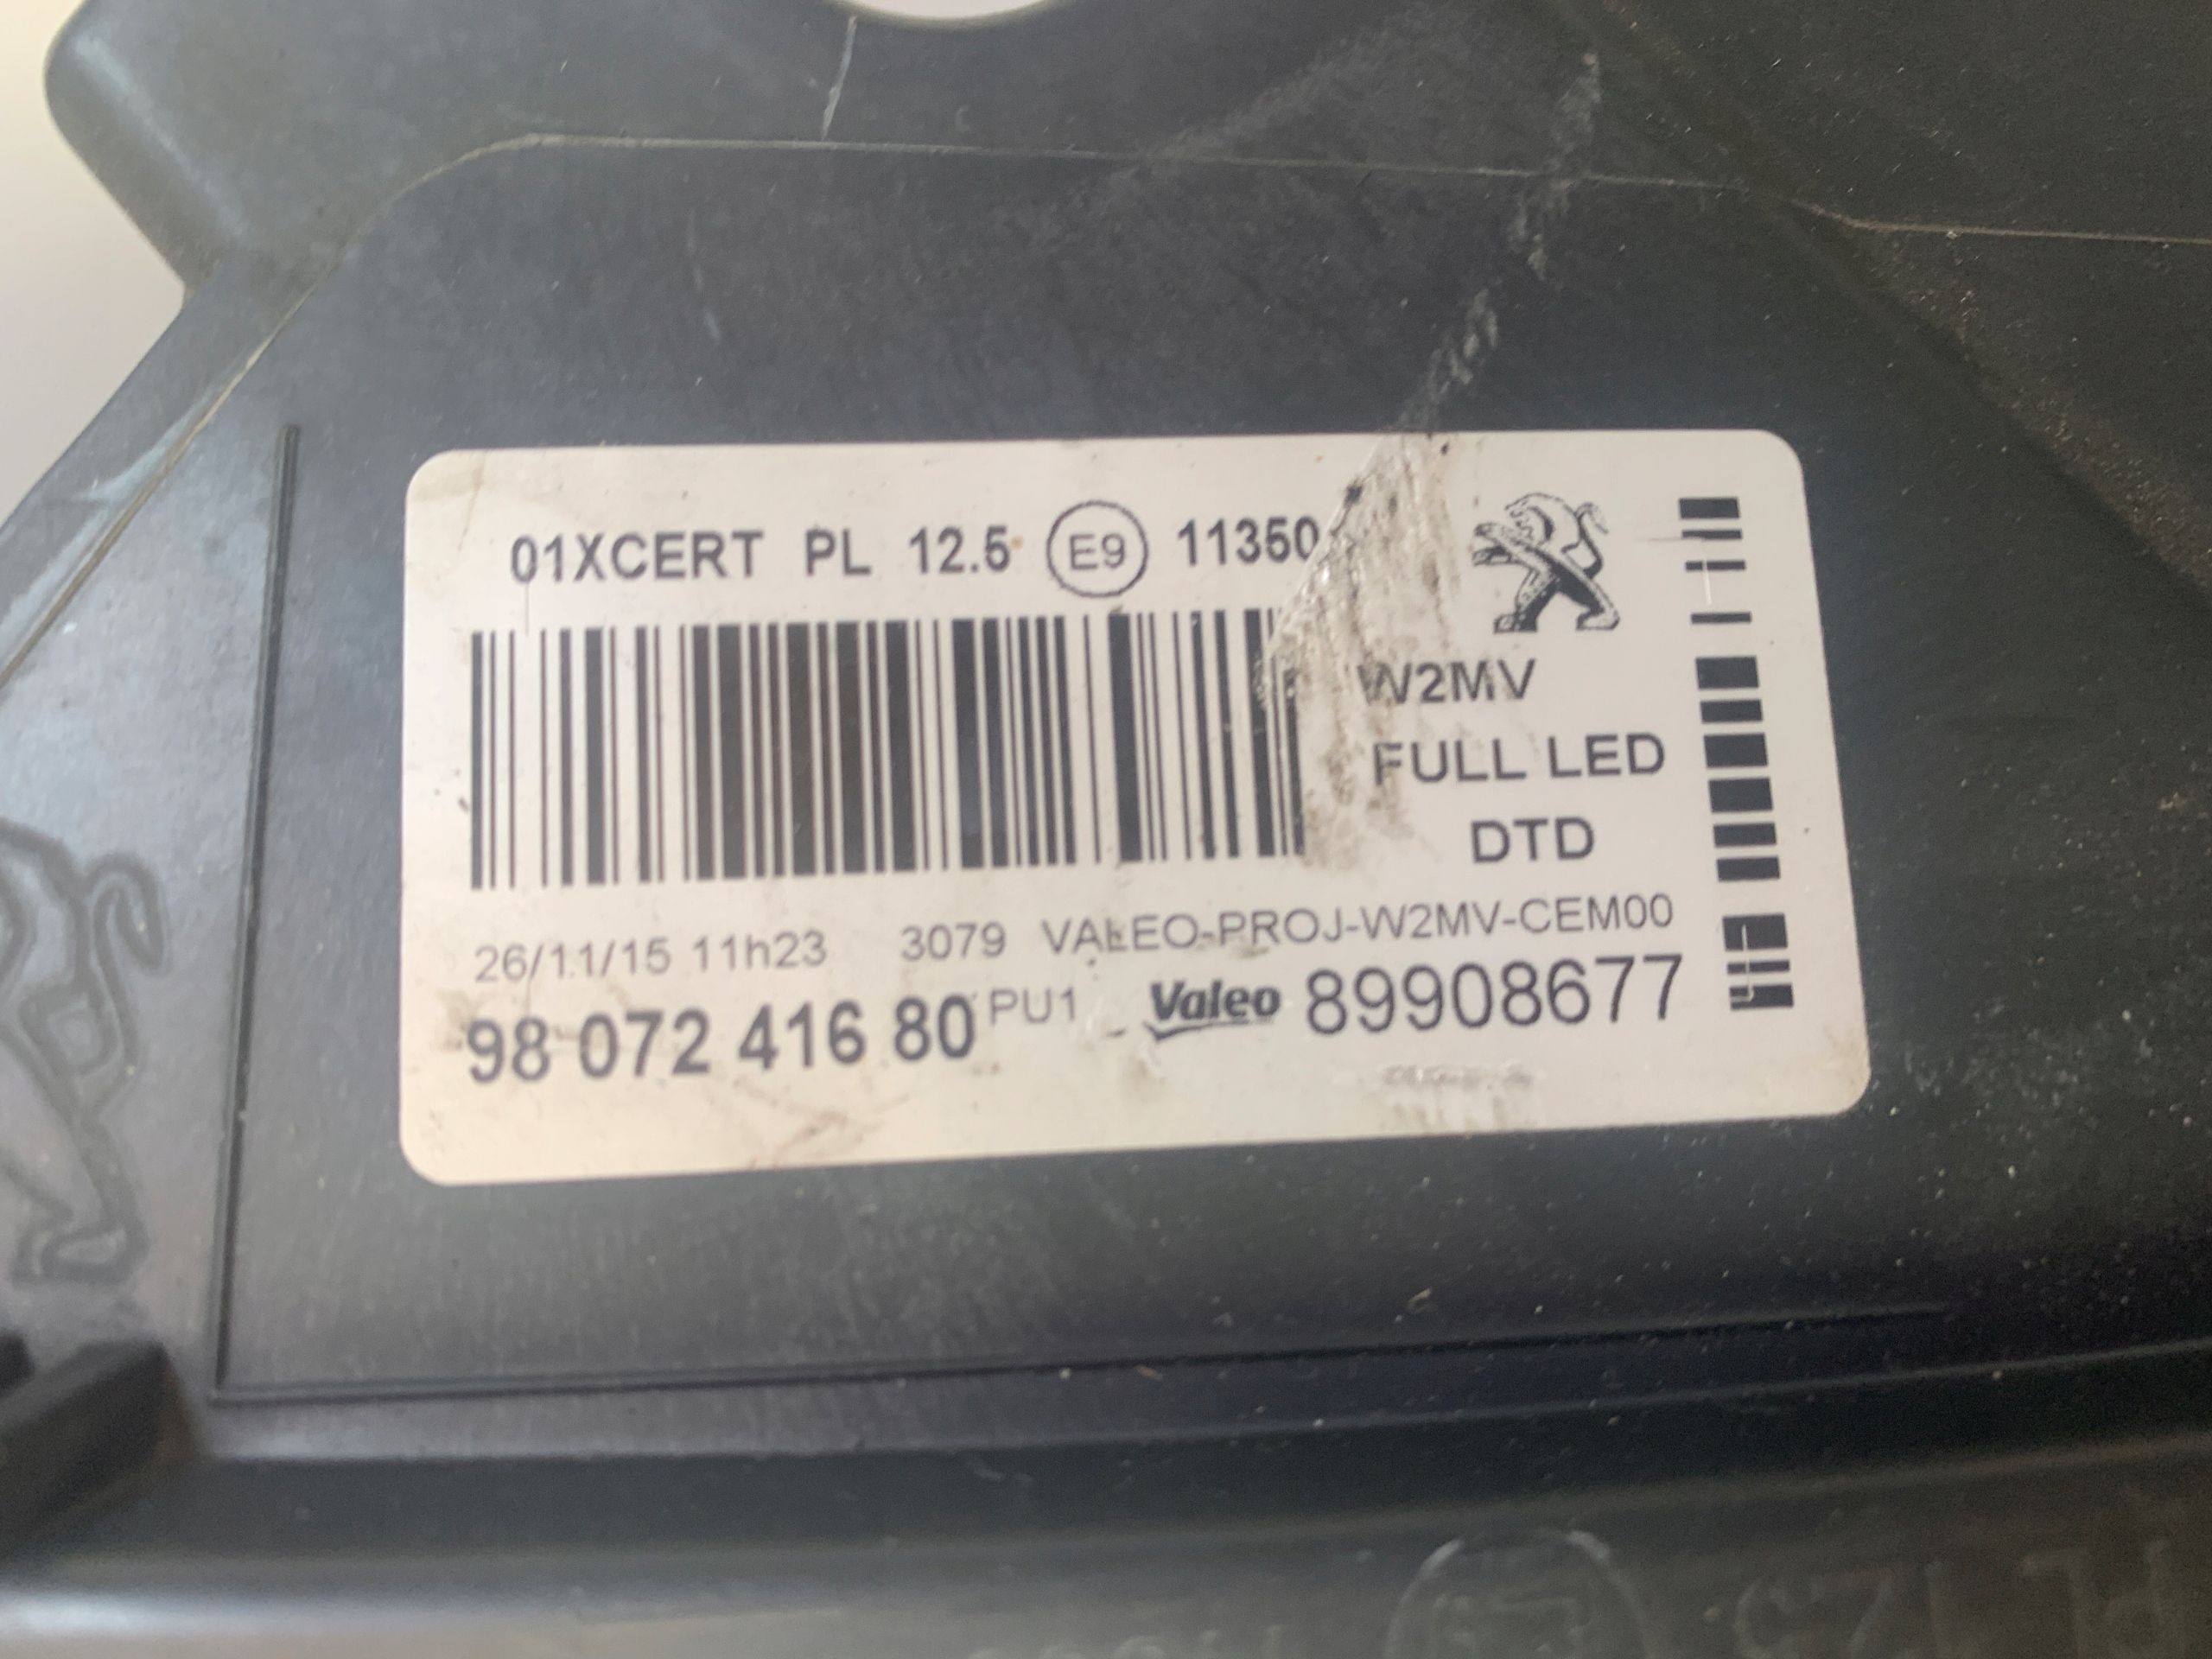 01XCERT PL 12.5 E9 11350
W2MV
FULL LED
DTD
26/11/15 11h23 3079 VALEO-PROJ-W2MV-CEM00
98 072 416 80 PU1 Valeo 89908677